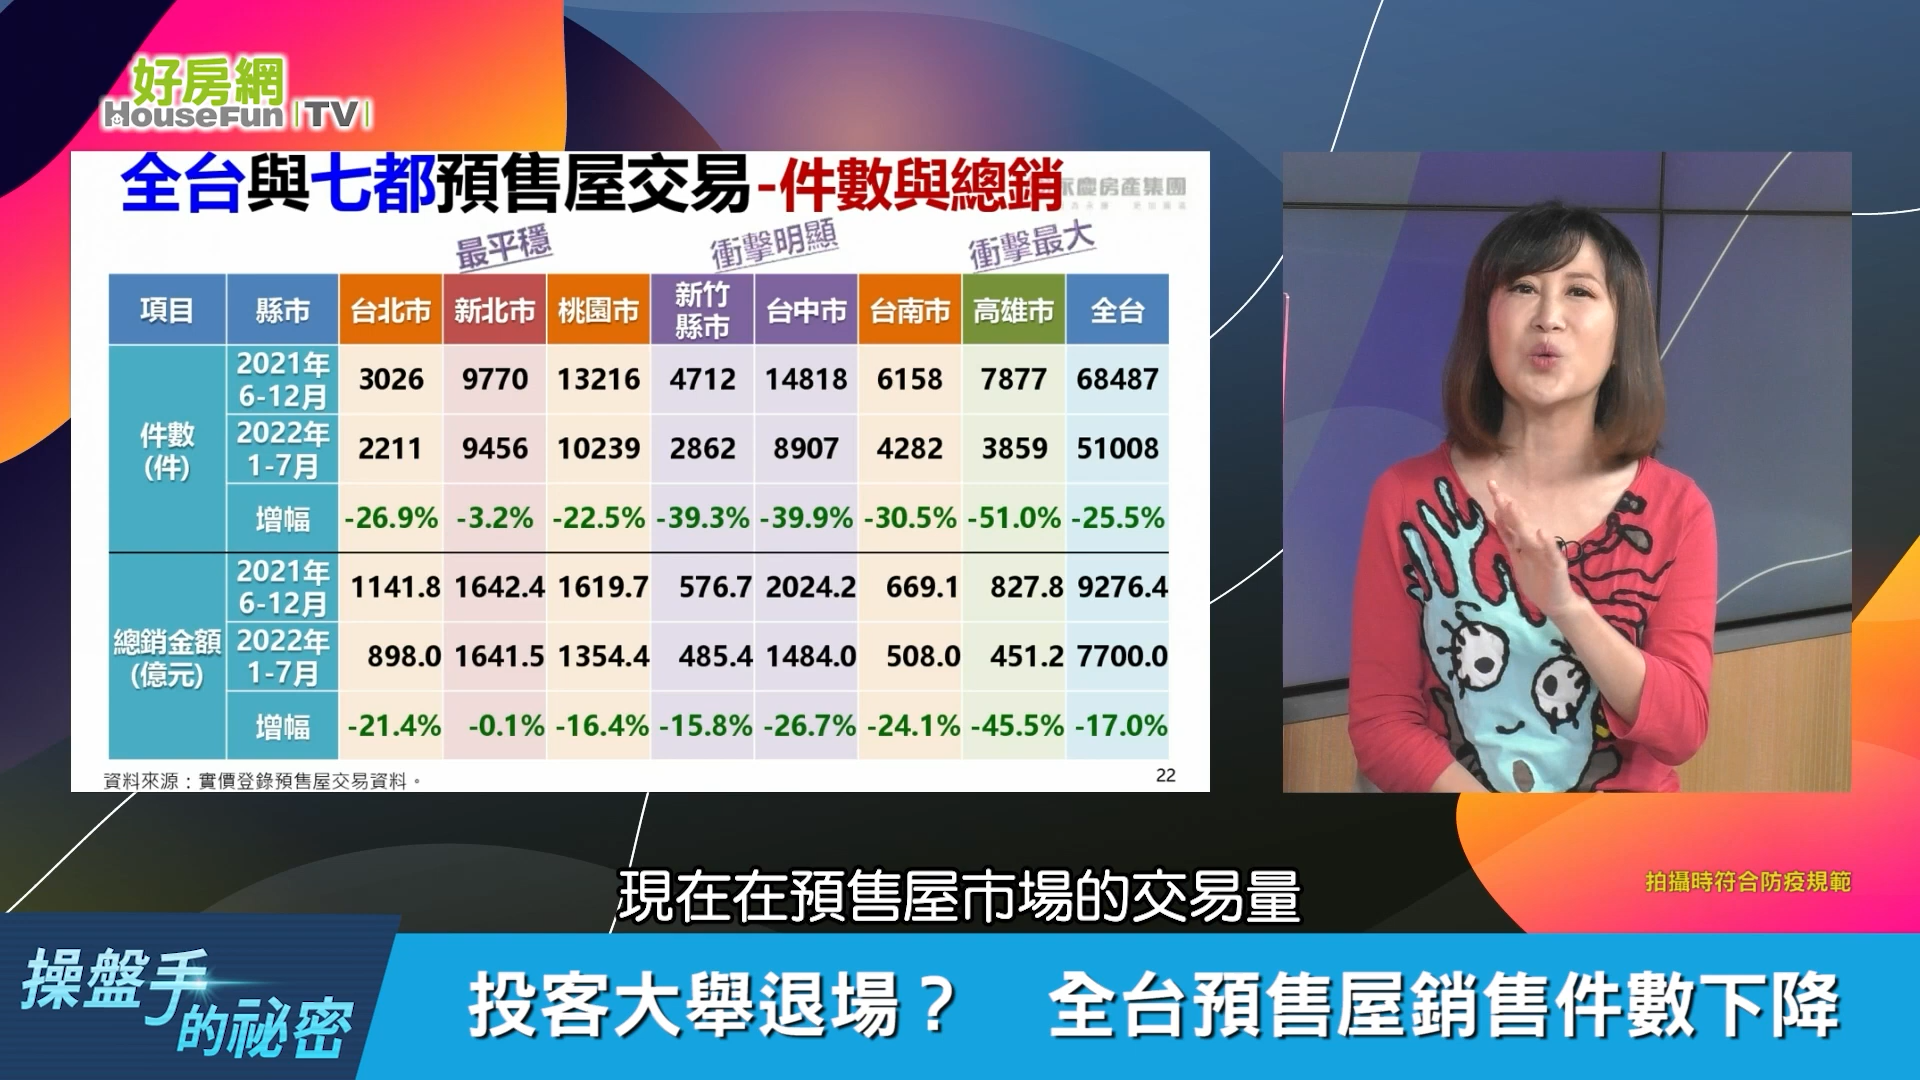 好房網
HouseFun TV
全台與七都預售屋交易-件數與總銷
慶房產集團
最平穩 衝擊明顯 衝擊最大
項目 縣市 台北市 新北市 桃園市 新竹縣市 台中市 台南市 高雄市 全台
件數(件)
2021年6-12月 3026 9770 13216 4712 14818 6158 7877 68487
2022年1-7月 2211 9456 10239 2862 8907 4282 3859 51008
增幅 -26.9% -3.2% -22.5% -39.3% -39.9% -30.5% -51.0% -25.5%
總銷金額(億元)
2021年6-12月 1141.8 1642.4 1619.7 576.7 2024.2 669.1 827.8 9276.4
2022年1-7月 898.0 1641.5 1354.4 485.4 1484.0 508.0 451.2 7700.0
增幅 -21.4% -0.1% -16.4% -15.8% -26.7% -24.1% -45.5% -17.0%
資料來源：實價登錄預售屋交易資料。
22
現在在預售屋市場的交易量
拍攝時符合防疫規範
操盤手的祕密
投客大舉退場？ 全台預售屋銷售件數下降